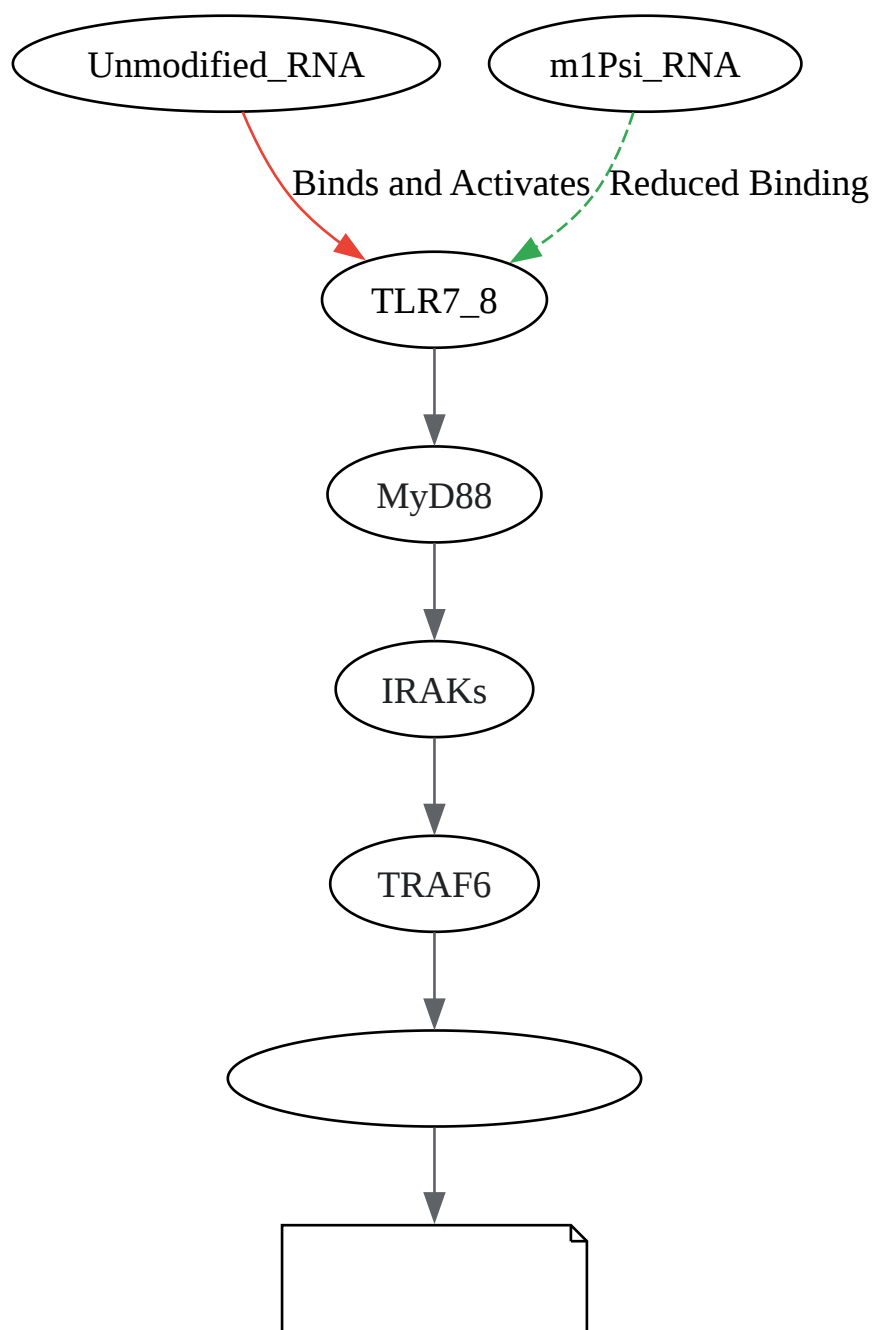 Unmodified_RNA
m1Psi_RNA
Binds and Activates
Reduced Binding
TLR7_8
MyD88
IRAKs
TRAF6